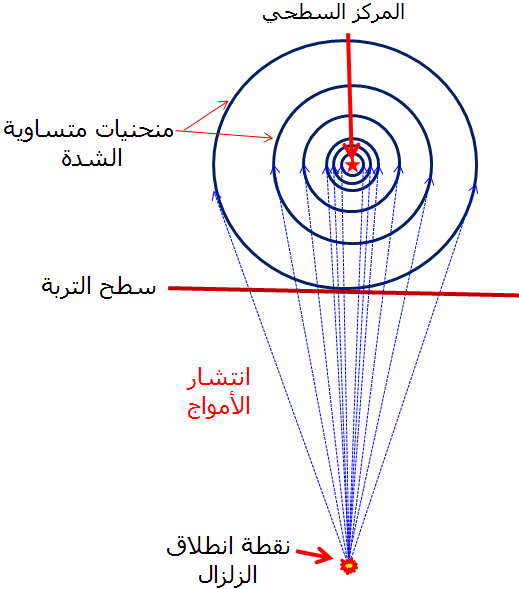 المركز السطحي
منحنيات متساوية
الشدة
سطح التربة
انتشار
الأمواج
نقطة انطلاق
الزلزال